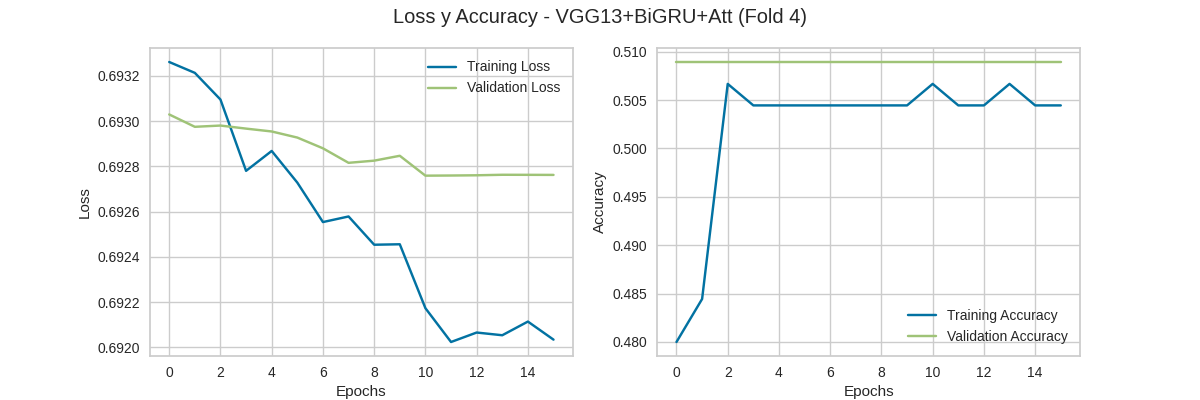 Loss y Accuracy - VGG13+BiGRU+Att (Fold 4)
Loss
0.6932
0.6930
0.6928
0.6926
0.6924
0.6922
0.6920
Training Loss
Validation Loss
0 2 4 6 8 10 12 14
Epochs
Accuracy
0.510
0.505
0.500
0.495
0.490
0.485
0.480
Training Accuracy
Validation Accuracy
0 2 4 6 8 10 12 14
Epochs